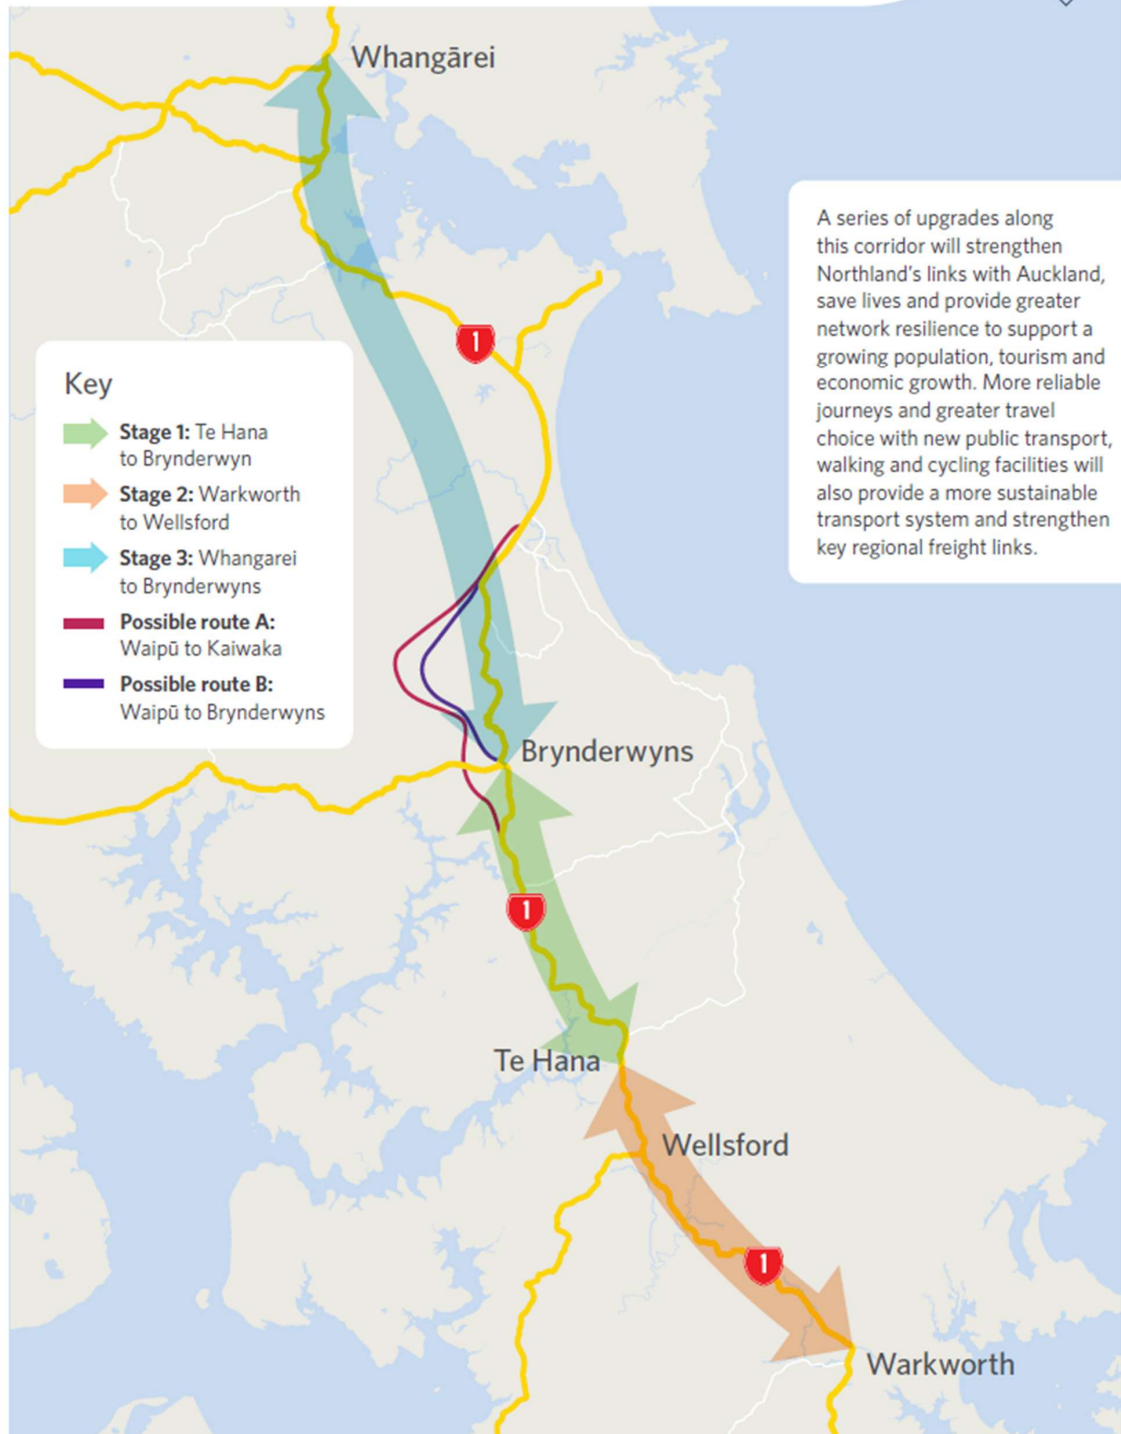 Whangārei
A series of upgrades along
this corridor will strengthen
Northland's links with Auckland,
save lives and provide greater
network resilience to support a
growing population, tourism and
economic growth. More reliable
journeys and greater travel
choice with new public transport,
walking and cycling facilities will
also provide a more sustainable
transport system and strengthen
key regional freight links.
1
Key
Stage 1: Te Hana
to Brynderwyn
Stage 2: Warkworth
to Wellsford
Stage 3: Whangarei
to Brynderwyns
Possible route A:
Waipū to Kaiwaka
Possible route B:
Waipū to Brynderwyns
Brynderwyns
1
Te Hana
Wellsford
1
Warkworth